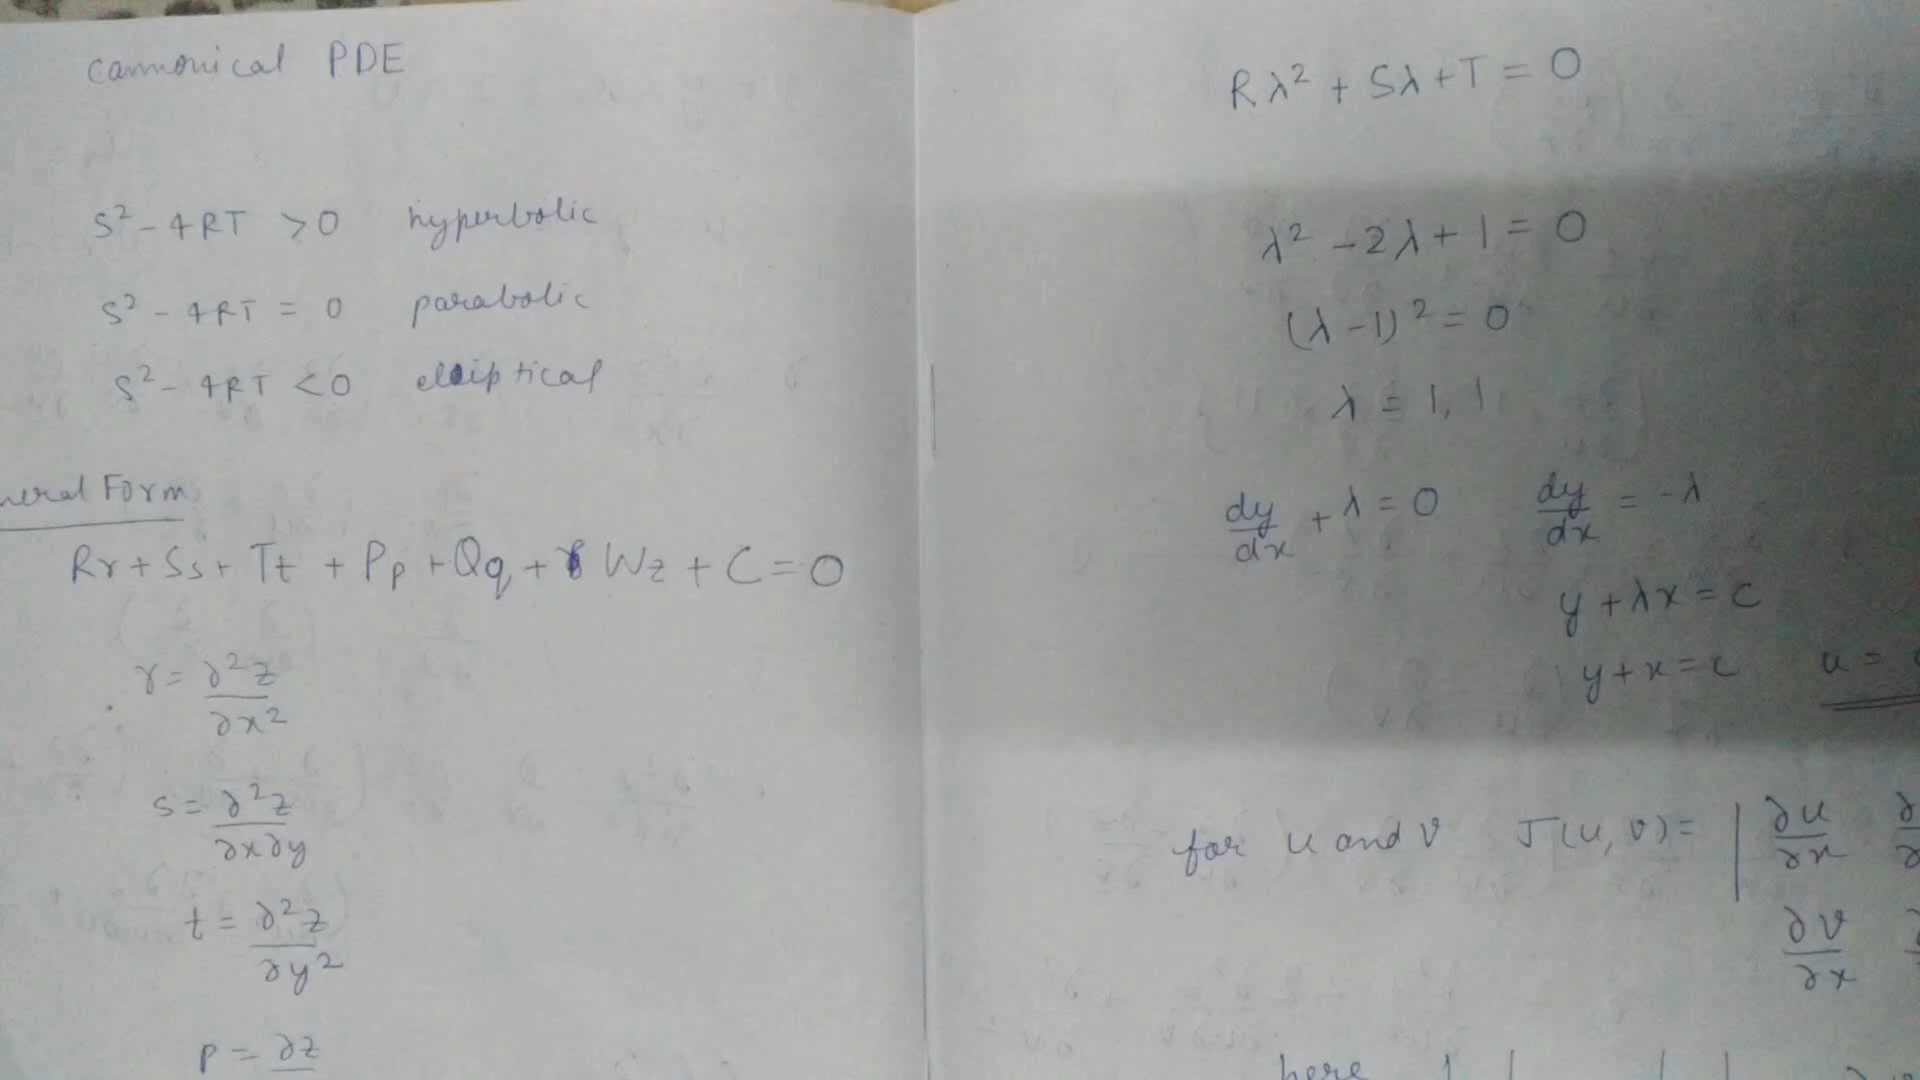 canonical PDE
S² - 4RT > 0 hyperbolic
S² - 4RT = 0 parabolic
S² - 4RT < 0 elliptical
Form
Rr + Ss + Tt + Pp + Qq + Wz + C = 0
r = ∂²z/∂x²
s = ∂²z/∂x∂y
t = ∂²z/∂y²
p = ∂z
Rλ² + Sλ + T = 0
λ² - 2λ + 1 = 0
(λ - 1)² = 0
λ = 1, 1
dy/dx + λ = 0 dy/dx = -λ
y + λx = c
y + x = c u =
for u and v J(u, v) = | ∂u/∂x
∂v/∂x
here